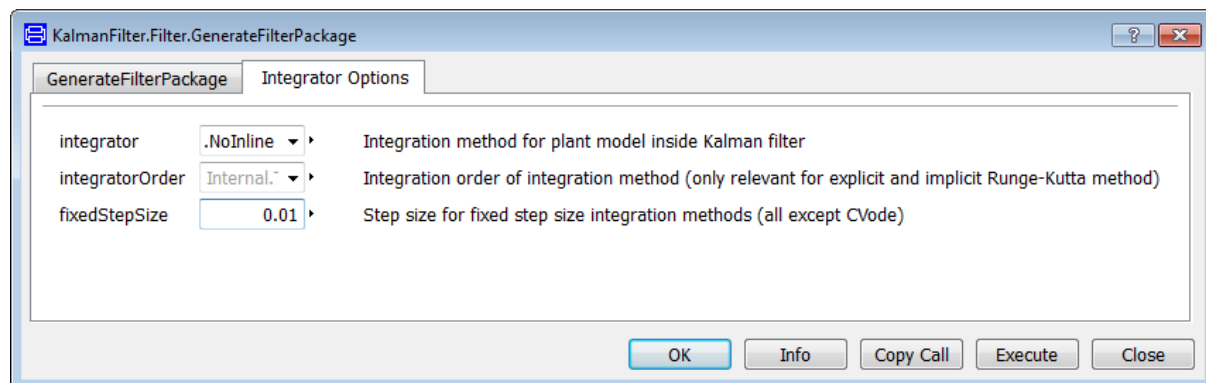 KalmanFilter.Filter.GenerateFilterPackage
GenerateFilterPackage Integrator Options
integrator .NoInline Integration method for plant model inside Kalman filter
integratorOrder Internal. Integration order of integration method (only relevant for explicit and implicit Runge-Kutta method)
fixedStepSize 0.01 Step size for fixed step size integration methods (all except CVode)
OK Info Copy Call Execute Close